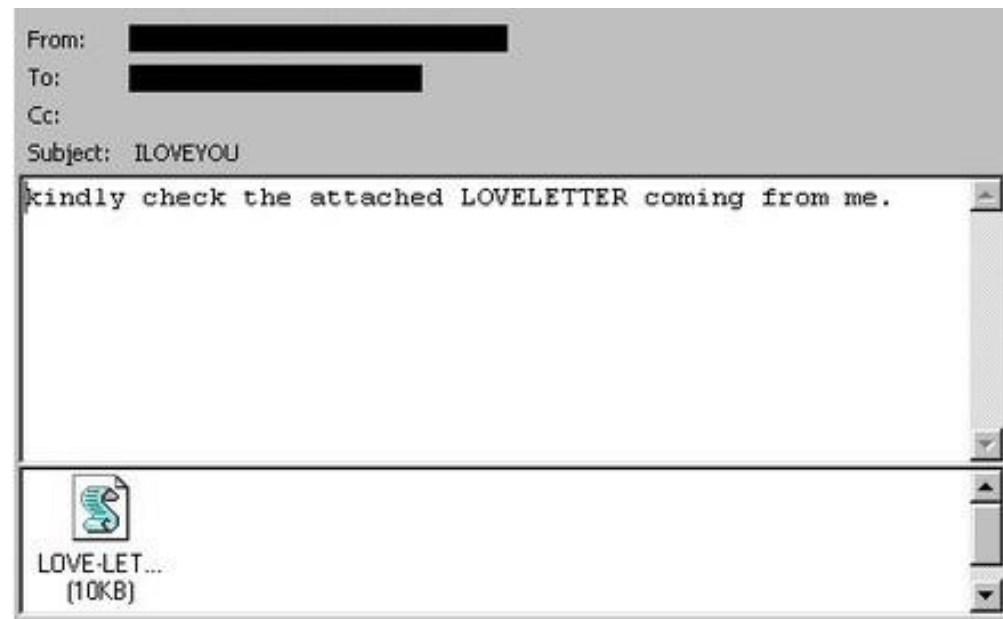 From:
To:
Cc:
Subject: ILOVEYOU
kindly check the attached LOVELETTER coming from me.
LOVE-LET...
(10KB)